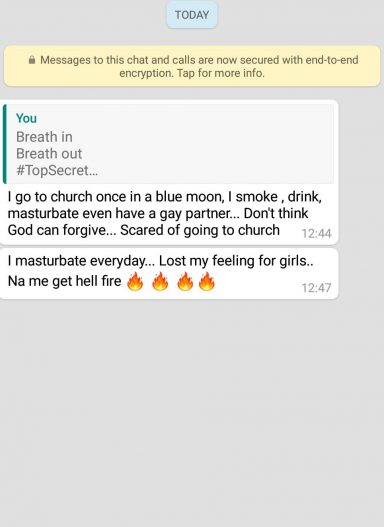 TODAY
Messages to this chat and calls are now secured with end-to-end
encryption. Tap for more info.
You
Breath in
Breath out
#TopSecret...
I go to church once in a blue moon, I smoke , drink,
masturbate even have a gay partner... Don't think
God can forgive... Scared of going to church
12:44
I masturbate everyday... Lost my feeling for girls..
Na me get hell fire 🔥 🔥 🔥 🔥
12:47